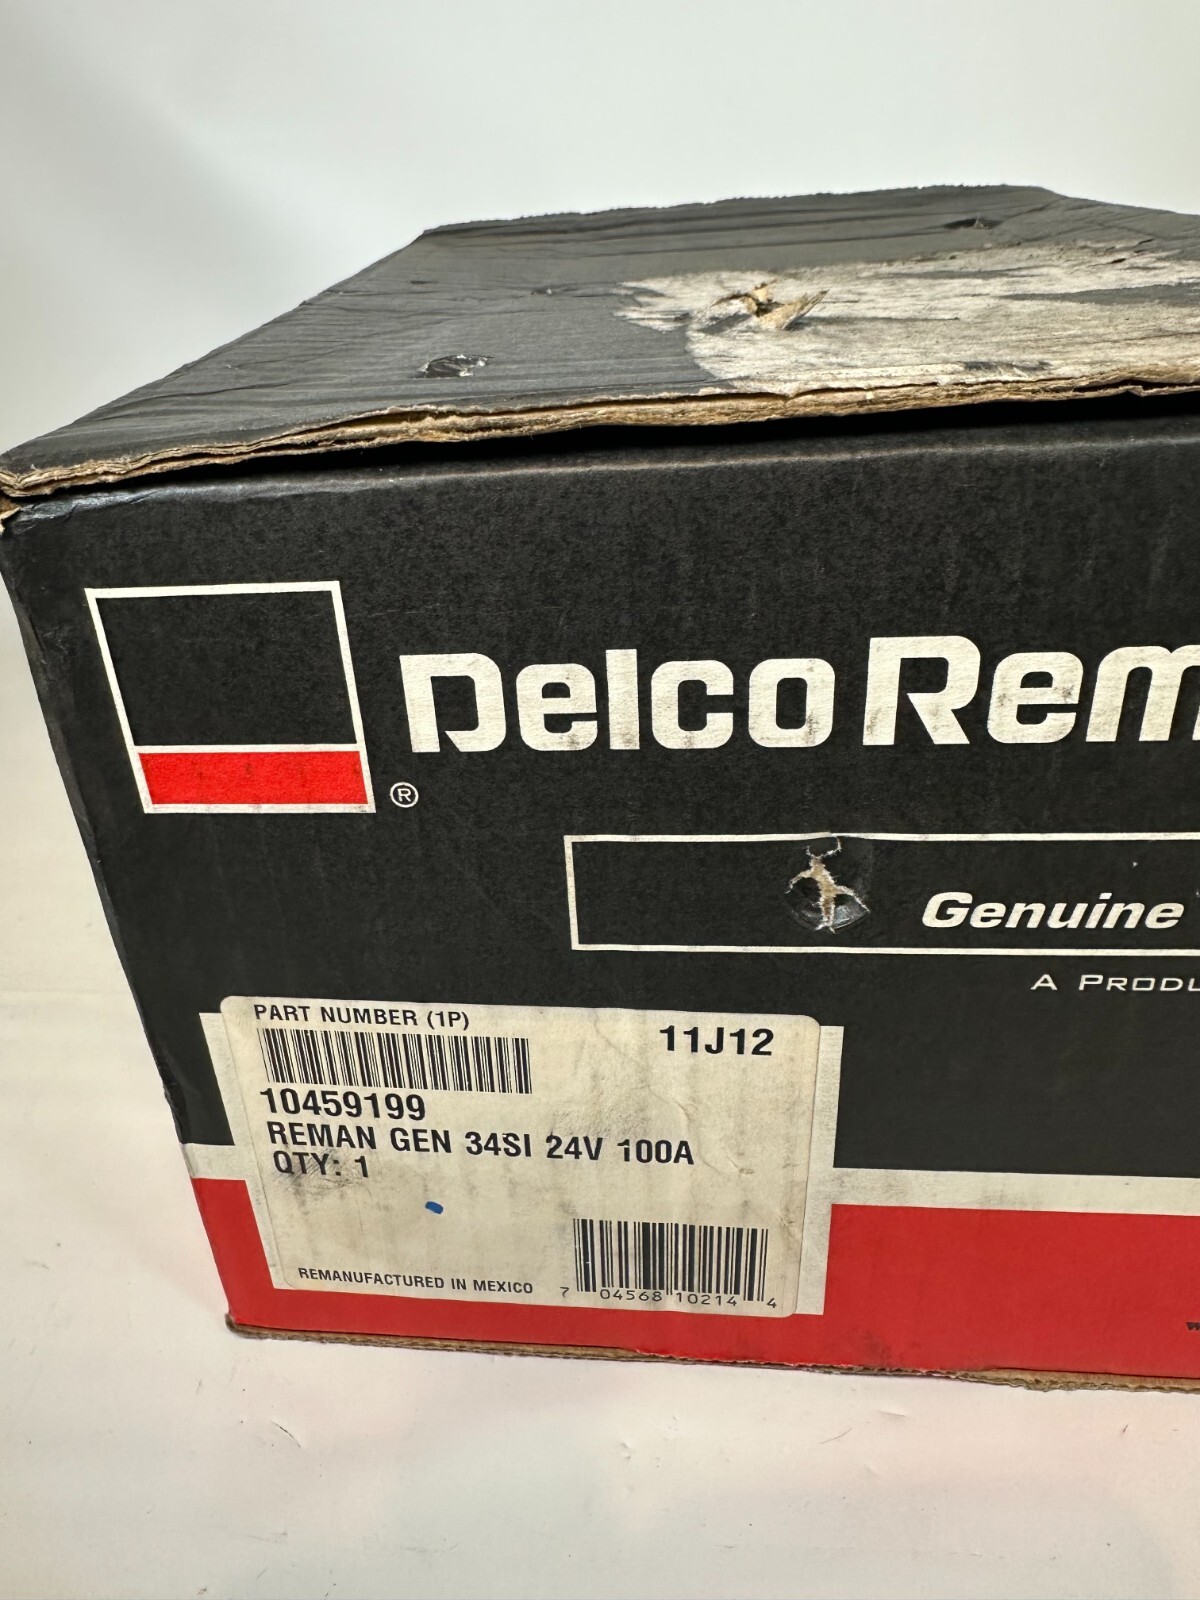 Delco Rem
®
Genuine
A PRODU
PART NUMBER (1P)
11J12
10459199
REMAN GEN 34SI 24V 100A
QTY: 1
REMANUFACTURED IN MEXICO
7 04568 10214 4